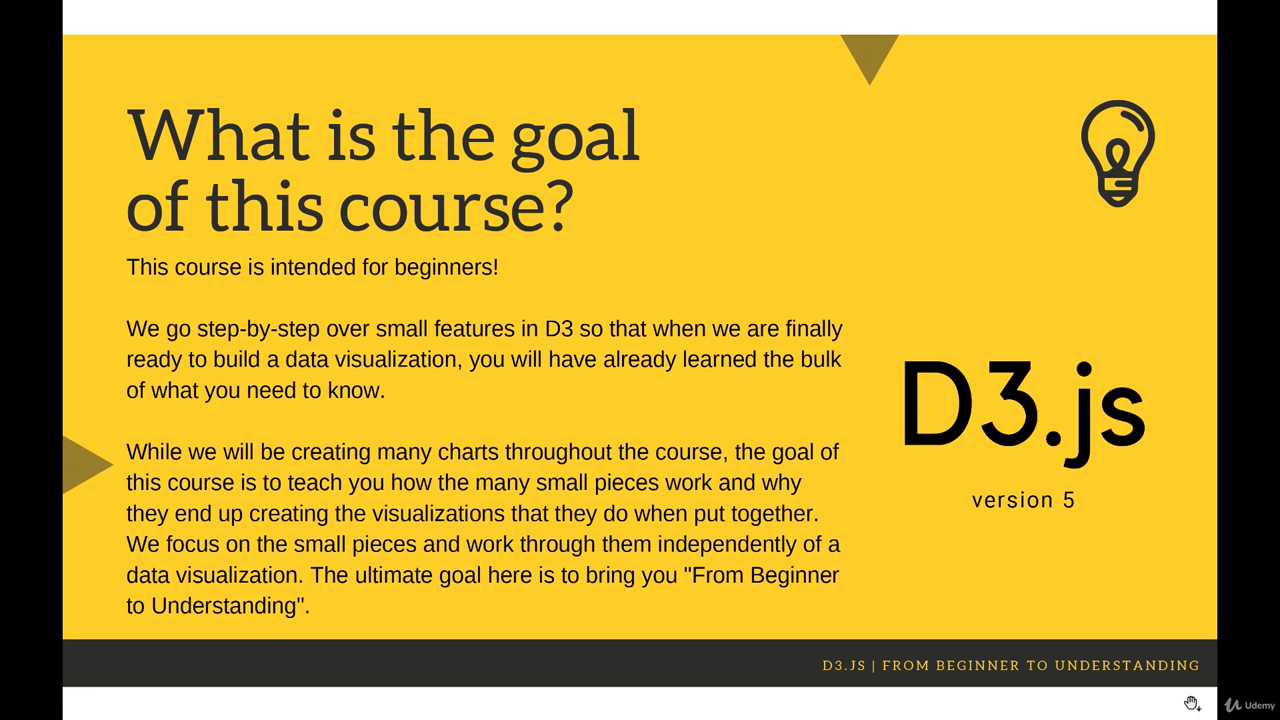 What is the goal
of this course?
This course is intended for beginners!
We go step-by-step over small features in D3 so that when we are finally
ready to build a data visualization, you will have already learned the bulk
of what you need to know.
While we will be creating many charts throughout the course, the goal of
this course is to teach you how the many small pieces work and why
they end up creating the visualizations that they do when put together.
We focus on the small pieces and work through them independently of a
data visualization. The ultimate goal here is to bring you "From Beginner
to Understanding".
D3.js
version 5
D3.JS | FROM BEGINNER TO UNDERSTANDING
Udemy